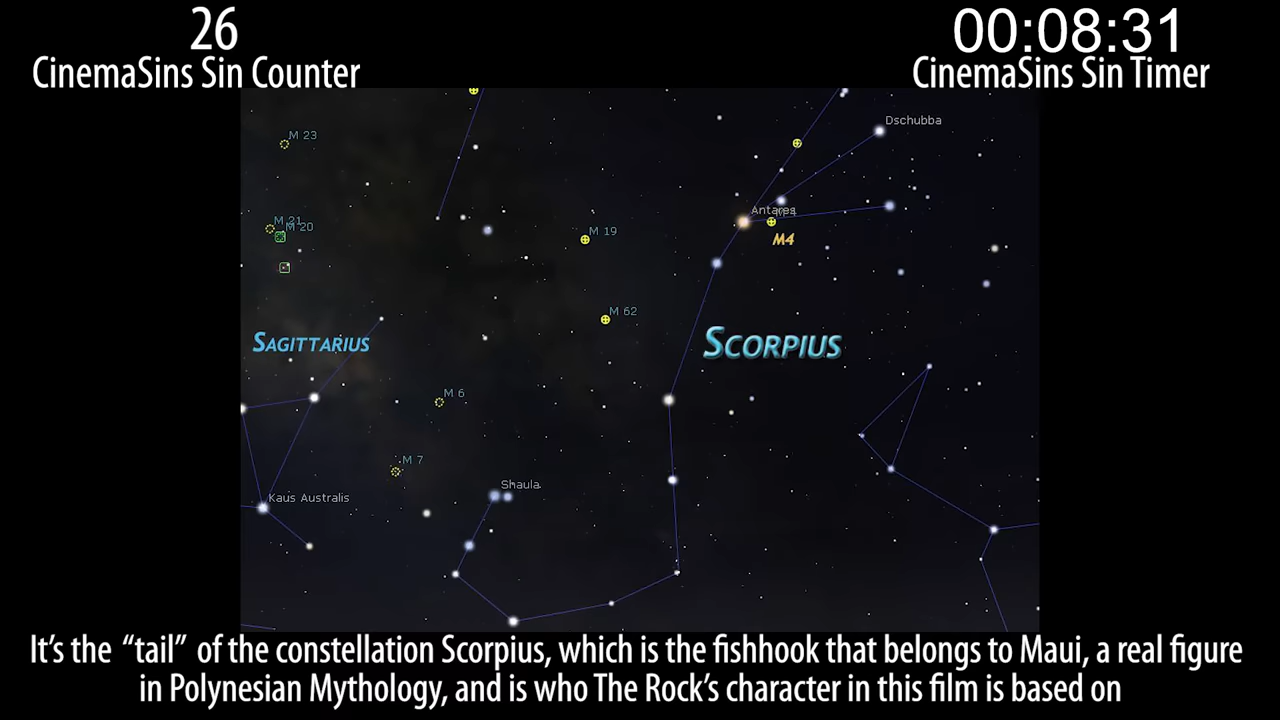 26
CinemaSins Sin Counter
00:08:31
CinemaSins Sin Timer
Dschubba
M 23
Antares
M 21
M 20
M 19
M4
M 62
SAGITTARIUS
SCORPIUS
M 6
M 7
Shaula
Kaus Australis
It's the “tail” of the constellation Scorpius, which is the fishhook that belongs to Maui, a real figure
in Polynesian Mythology, and is who The Rock's character in this film is based on